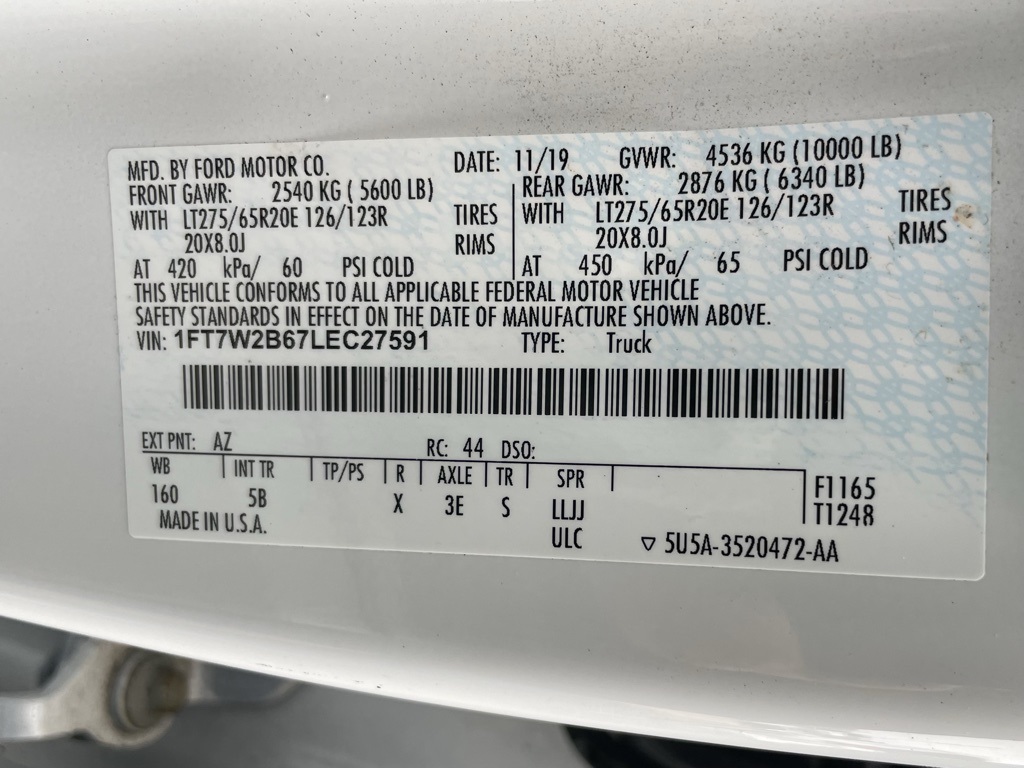 MFD. BY FORD MOTOR CO. DATE: 11/19 GVWR: 4536 KG (10000 LB)
FRONT GAWR: 2540 KG ( 5600 LB) REAR GAWR: 2876 KG ( 6340 LB)
WITH LT275/65R20E 126/123R TIRES WITH LT275/65R20E 126/123R TIRES
20X8.0J RIMS 20X8.0J RIMS
AT 420 kPa/ 60 PSI COLD AT 450 kPa/ 65 PSI COLD
THIS VEHICLE CONFORMS TO ALL APPLICABLE FEDERAL MOTOR VEHICLE
SAFETY STANDARDS IN EFFECT ON THE DATE OF MANUFACTURE SHOWN ABOVE.
VIN: 1FT7W2B67LEC27591 TYPE: Truck
EXT PNT: AZ RC: 44 DSO:
WB INT TR TP/PS R AXLE TR SPR F1165
160 5B X 3E S LLJJ T1248
MADE IN U.S.A. ULC ▽ 5U5A-3520472-AA